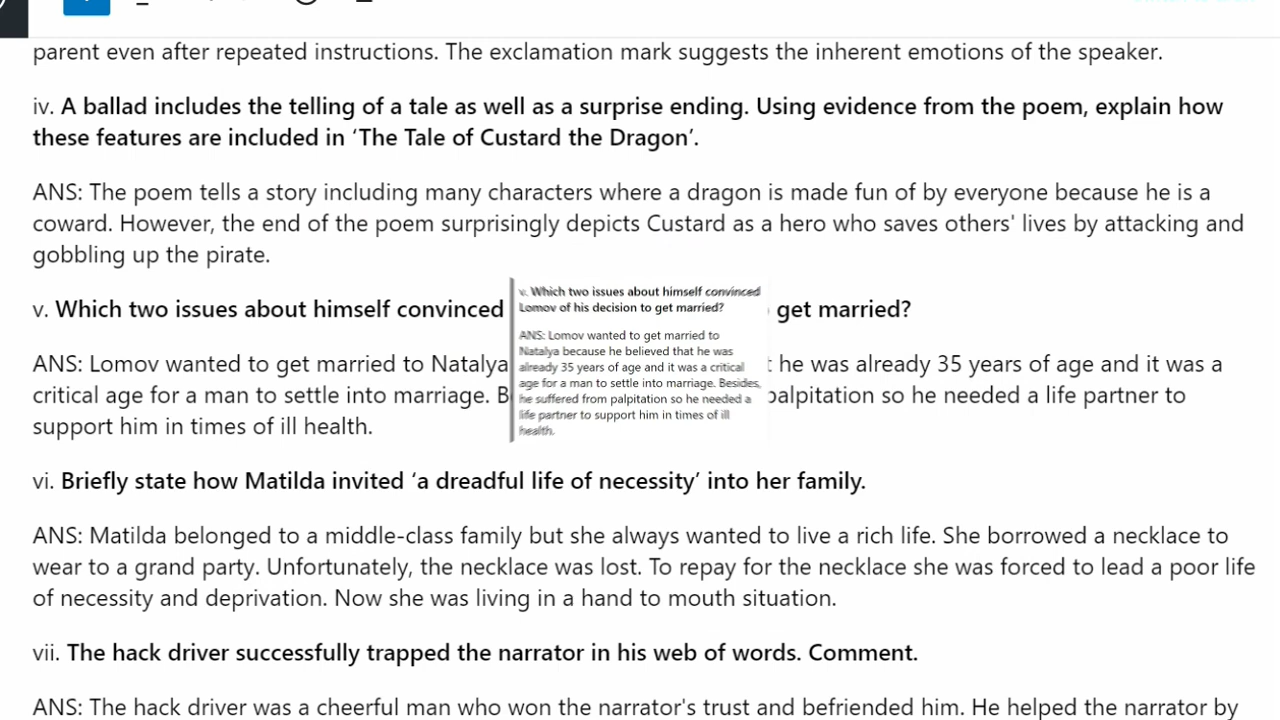 parent even after repeated instructions. The exclamation mark suggests the inherent emotions of the speaker.
iv. A ballad includes the telling of a tale as well as a surprise ending. Using evidence from the poem, explain how
these features are included in ‘The Tale of Custard the Dragon’.
ANS: The poem tells a story including many characters where a dragon is made fun of by everyone because he is a
coward. However, the end of the poem surprisingly depicts Custard as a hero who saves others' lives by attacking and
gobbling up the pirate.
v. Which two issues about himself convinced get married?
ANS: Lomov wanted to get married to Natalya he was already 35 years of age and it was a
critical age for a man to settle into marriage. palpitation so he needed a life partner to
support him in times of ill health.
v. Which two issues about himself convinced
Lomov of his decision to get married?
ANS: Lomov wanted to get married to
Natalya because he believed that he was
already 35 years of age and it was a critical
age for a man to settle into marriage. Besides,
he suffered from palpitation so he needed a
life partner to support him in times of ill
health.
vi. Briefly state how Matilda invited ‘a dreadful life of necessity’ into her family.
ANS: Matilda belonged to a middle-class family but she always wanted to live a rich life. She borrowed a necklace to
wear to a grand party. Unfortunately, the necklace was lost. To repay for the necklace she was forced to lead a poor life
of necessity and deprivation. Now she was living in a hand to mouth situation.
vii. The hack driver successfully trapped the narrator in his web of words. Comment.
ANS: The hack driver was a cheerful man who won the narrator's trust and befriended him. He helped the narrator by